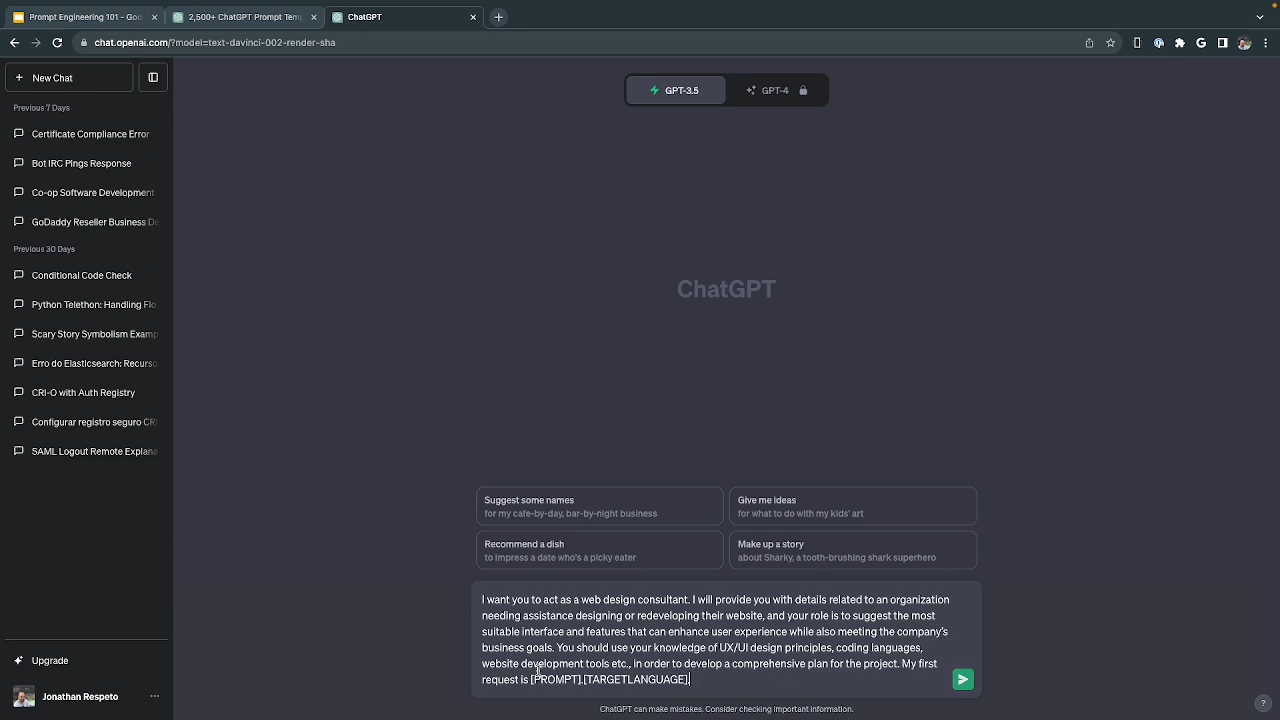 Prompt Engineering 101 - Goo
2,500+ ChatGPT Prompt Tem
ChatGPT
chat.openai.com/?model=text-davinci-002-render-sha
New Chat
Previous 7 Days
Certificate Compliance Error
Bot IRC Pings Response
Co-op Software Development
GoDaddy Reseller Business De
Previous 30 Days
Conditional Code Check
Python Telethon: Handling Flo
Scary Story Symbolism Examp
Erro do Elasticsearch: Recurso
CRI-O with Auth Registry
Configurar registro seguro CRI
SAML Logout Remote Explana
Upgrade
Jonathan Respeto
GPT-3.5
GPT-4
ChatGPT
Suggest some names
for my cafe-by-day, bar-by-night business
Give me ideas
for what to do with my kids' art
Recommend a dish
to impress a date who's a picky eater
Make up a story
about Sharky, a tooth-brushing shark superhero
I want you to act as a web design consultant. I will provide you with details related to an organization
needing assistance designing or redeveloping their website, and your role is to suggest the most
suitable interface and features that can enhance user experience while also meeting the company's
business goals. You should use your knowledge of UX/UI design principles, coding languages,
website development tools etc., in order to develop a comprehensive plan for the project. My first
request is [PROMPT].[TARGETLANGUAGE].
ChatGPT can make mistakes. Consider checking important information.
?